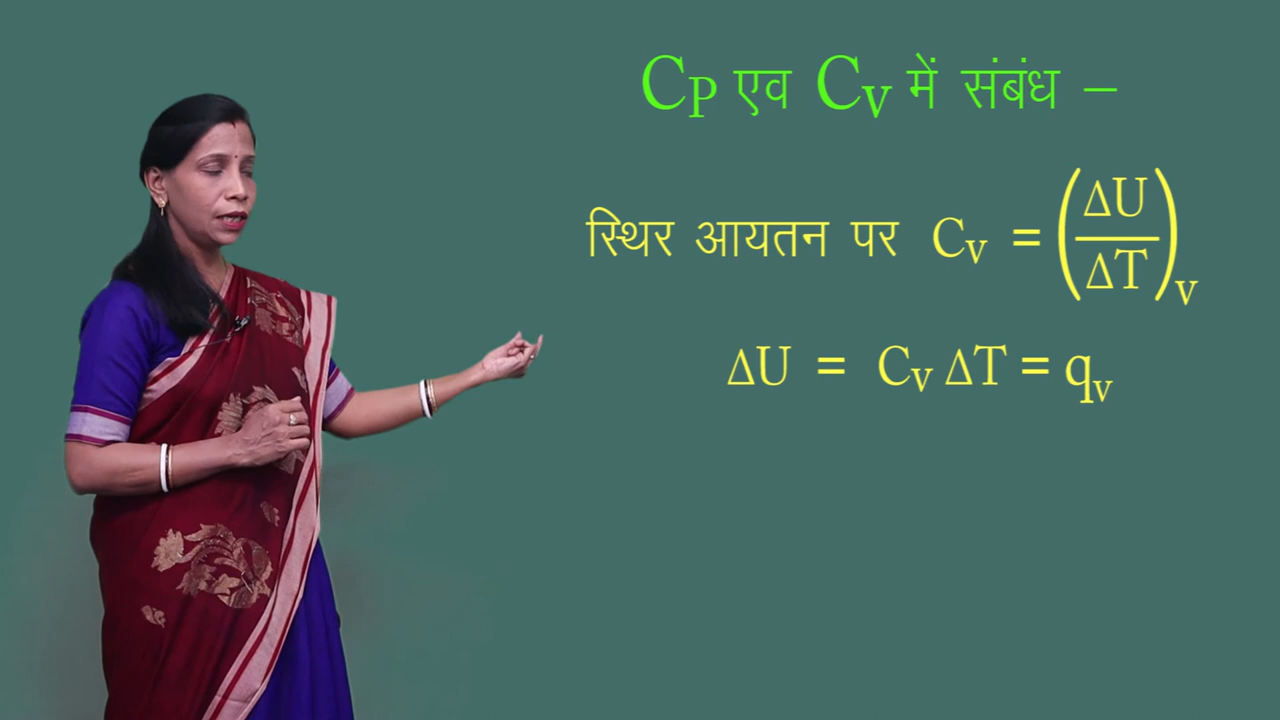 CP एव CV में संबंध –
स्थिर आयतन पर CV = (ΔU/ΔT)V
ΔU = CV ΔT = qV